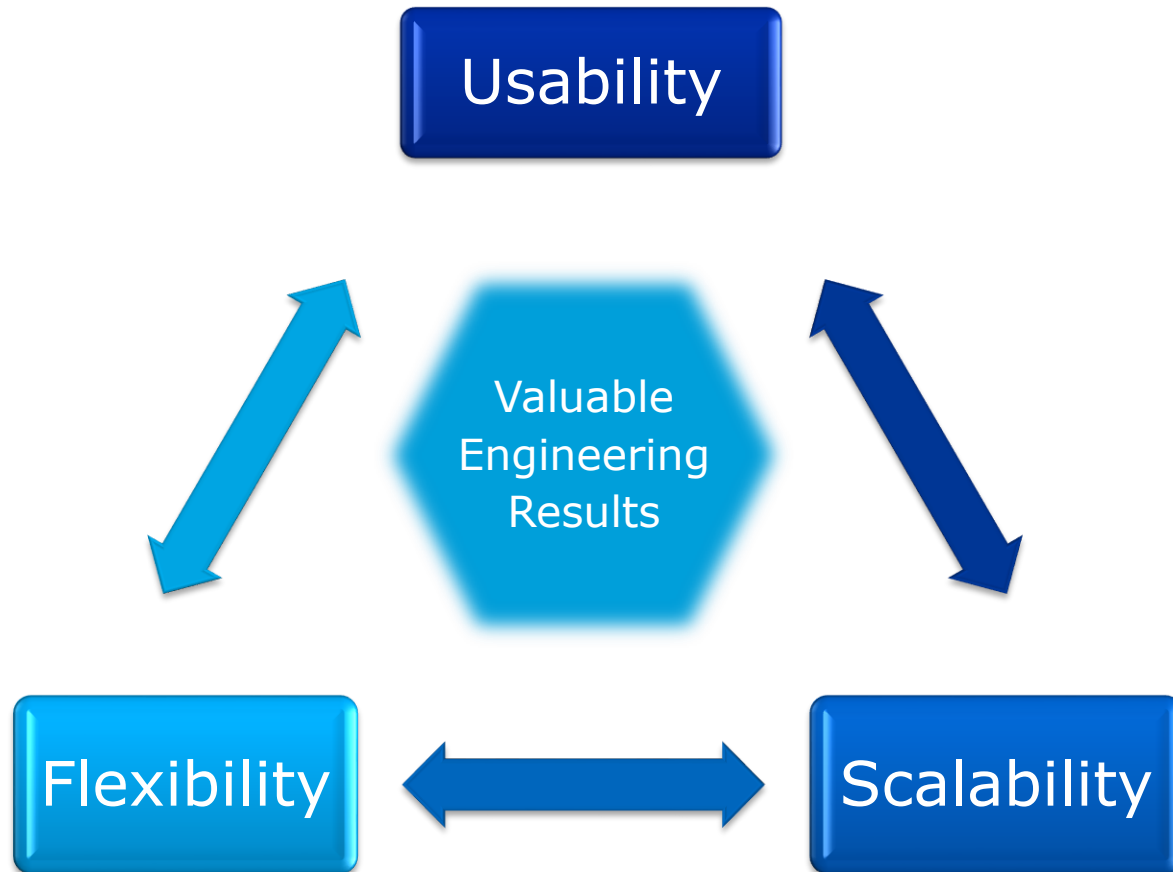 Usability
Valuable
Engineering
Results
Flexibility
Scalability